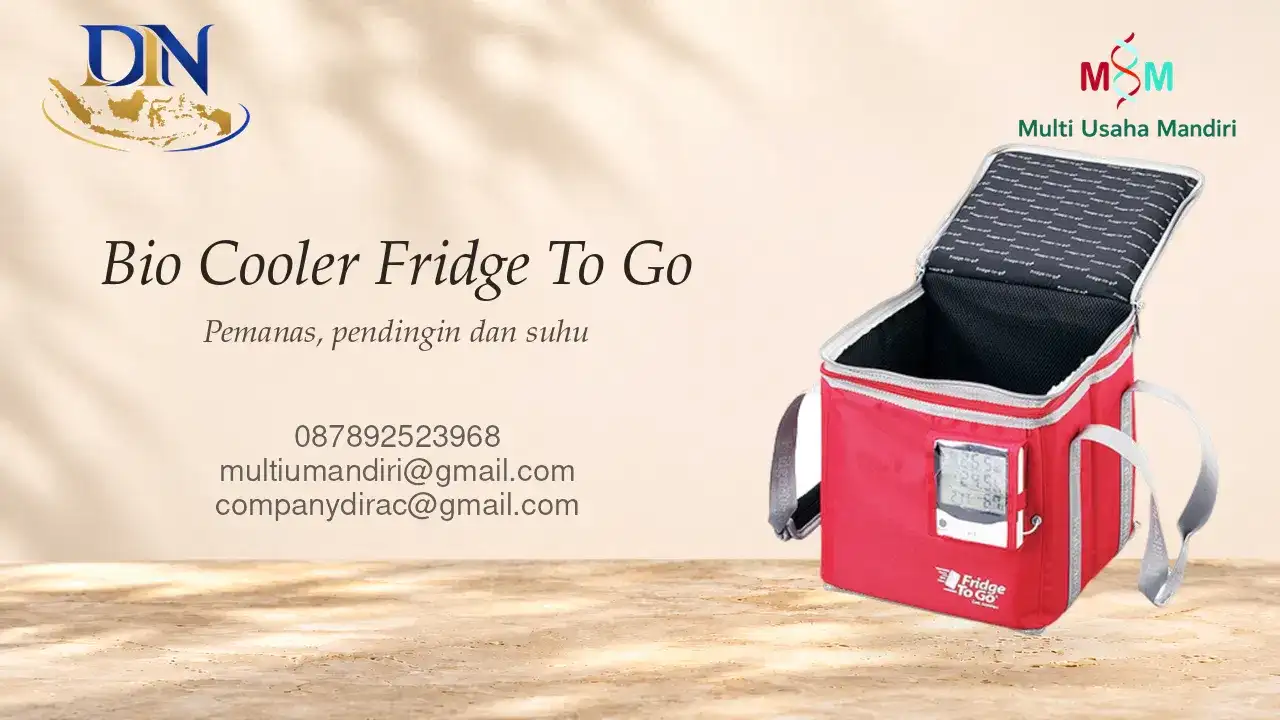 DN
M M
Multi Usaha Mandiri
Bio Cooler Fridge To Go
Pemanas, pendingin dan suhu
087892523968
multiumandiri@gmail.com
companydirac@gmail.com
Fridge
To Go